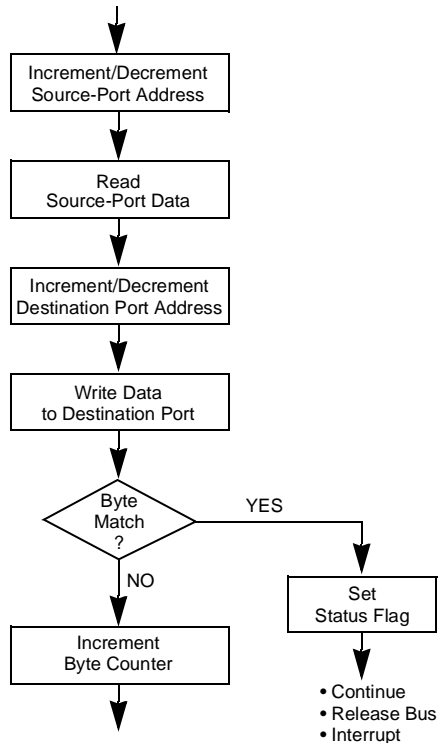 Increment/Decrement
Source-Port Address
Read
Source-Port Data
Increment/Decrement
Destination Port Address
Write Data
to Destination Port
Byte
Match
?
YES
NO
Set
Status Flag
Increment
Byte Counter
• Continue
• Release Bus
• Interrupt